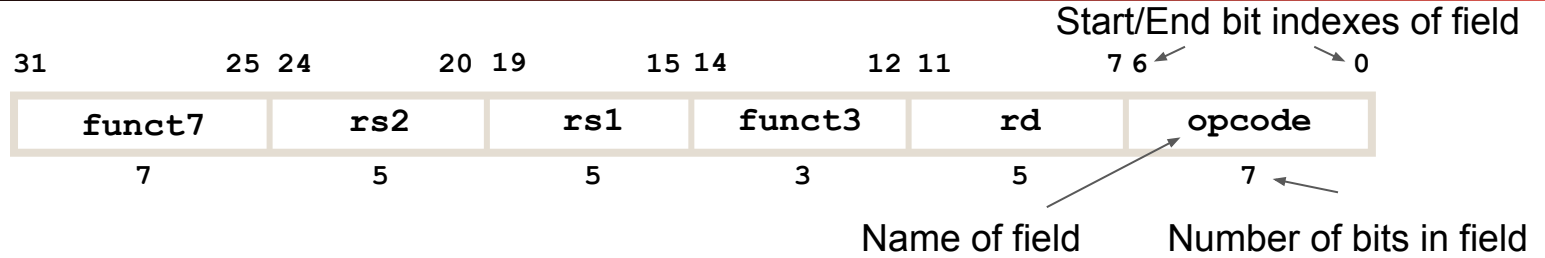 Start/End bit indexes of field
31 25 24 20 19 15 14 12 11 7 6 0
funct7 rs2 rs1 funct3 rd opcode
7 5 5 3 5 7
Name of field Number of bits in field